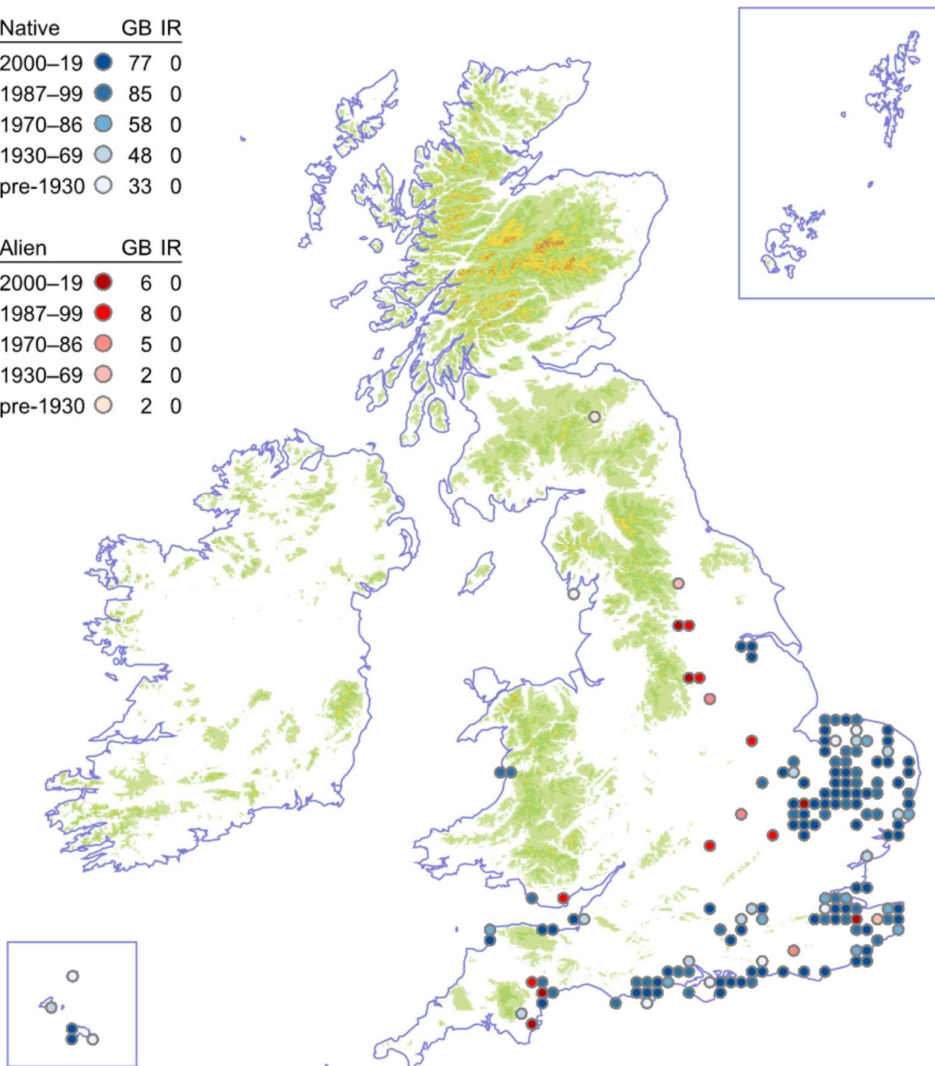 Native GB IR
2000–19 77 0
1987–99 85 0
1970–86 58 0
1930–69 48 0
pre-1930 33 0
Alien GB IR
2000–19 6 0
1987–99 8 0
1970–86 5 0
1930–69 2 0
pre-1930 2 0